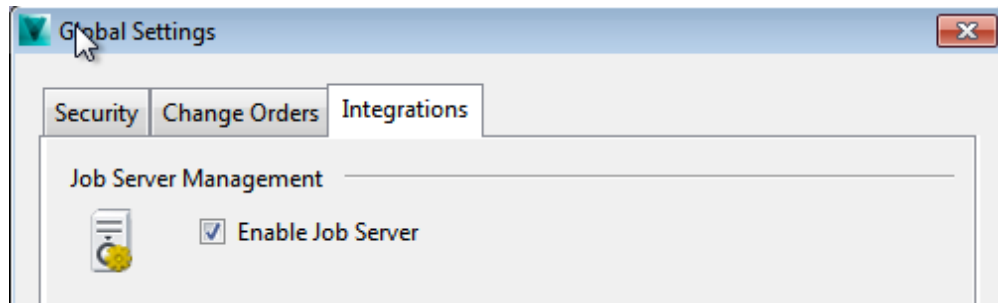 Global Settings
Security
Change Orders
Integrations
Job Server Management
Enable Job Server